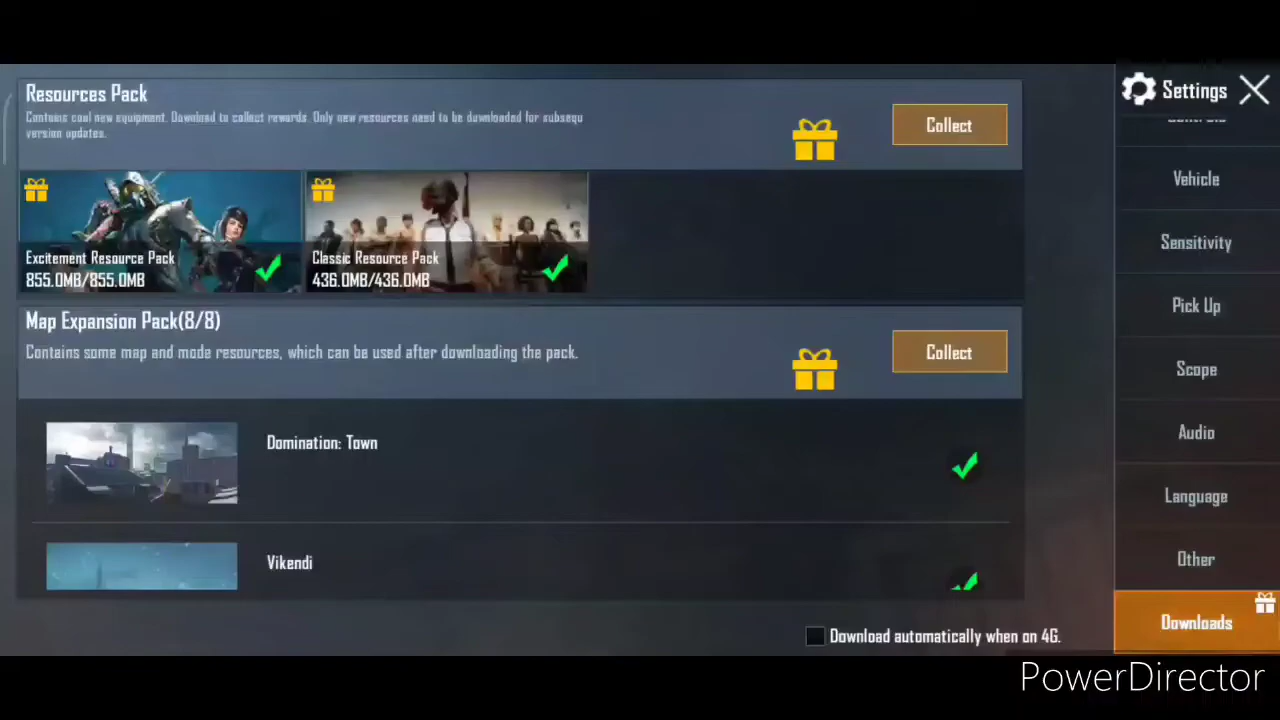 Resources Pack
Contains cool new equipment. Download to collect rewards. Only new resources need to be downloaded for subsequ
version updates.
Collect
Excitement Resource Pack
855.0MB/855.0MB
Classic Resource Pack
436.0MB/436.0MB
Map Expansion Pack(8/8)
Contains some map and mode resources, which can be used after downloading the pack.
Collect
Domination: Town
Vikendi
Download automatically when on 4G.
Settings
Vehicle
Sensitivity
Pick Up
Scope
Audio
Language
Other
Downloads
PowerDirector